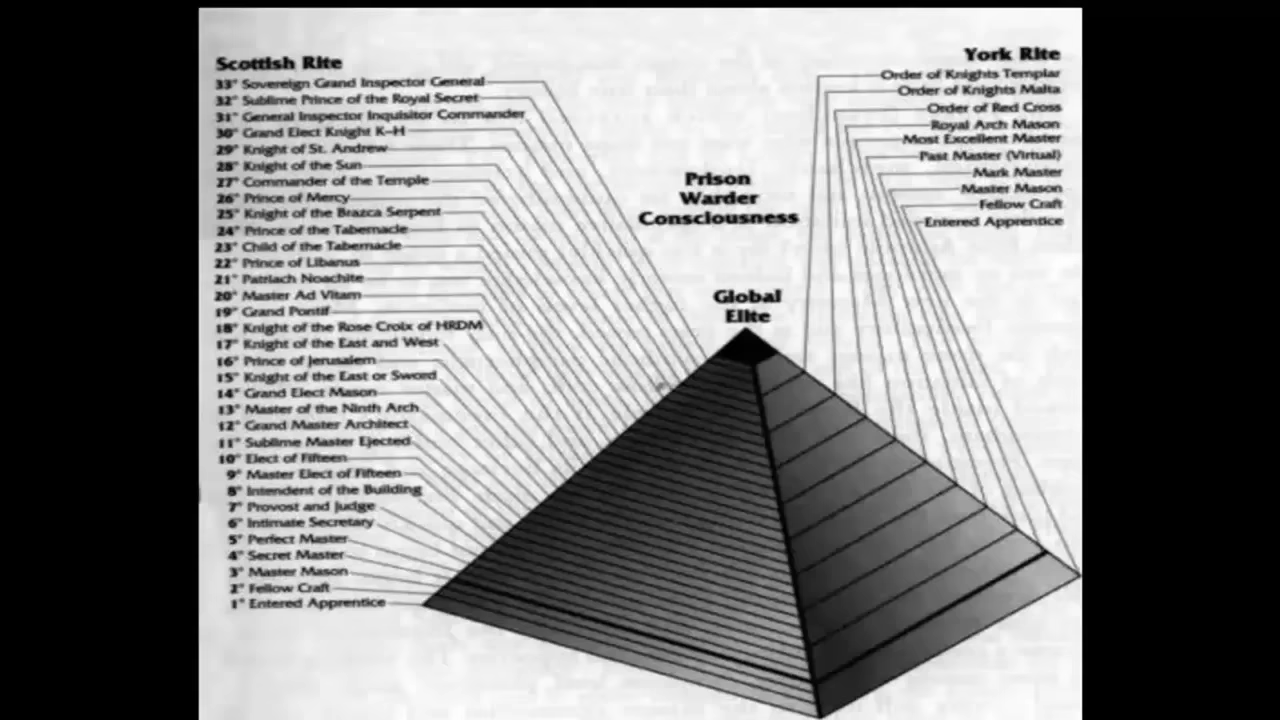 Scottish Rite
33° Sovereign Grand Inspector General
32° Sublime Prince of the Royal Secret
31° General Inspector Inquisitor Commander
30° Grand Elect Knight K-H
29° Knight of St. Andrew
28° Knight of the Sun
27° Commander of the Temple
26° Prince of Mercy
25° Knight of the Brazca Serpent
24° Prince of the Tabernacle
23° Child of the Tabernacle
22° Prince of Libanus
21° Patriach Noachite
20° Master Ad Vitam
19° Grand Pontif
18° Knight of the Rose Croix of HRDM
17° Knight of the East and West
16° Prince of Jerusalem
15° Knight of the East or Sword
14° Grand Elect Mason
13° Master of the Ninth Arch
12° Grand Master Architect
11° Sublime Master Ejected
10° Elect of Fifteen
9° Master Elect of Fifteen
8° Intendent of the Building
7° Provost and Judge
6° Intimate Secretary
5° Perfect Master
4° Secret Master
3° Master Mason
2° Fellow Craft
1° Entered Apprentice
Prison
Warder
Consciousness
Global
Elite
York Rite
Order of Knights Templar
Order of Knights Malta
Order of Red Cross
Royal Arch Mason
Most Excellent Master
Past Master (Virtual)
Mark Master
Master Mason
Fellow Craft
Entered Apprentice